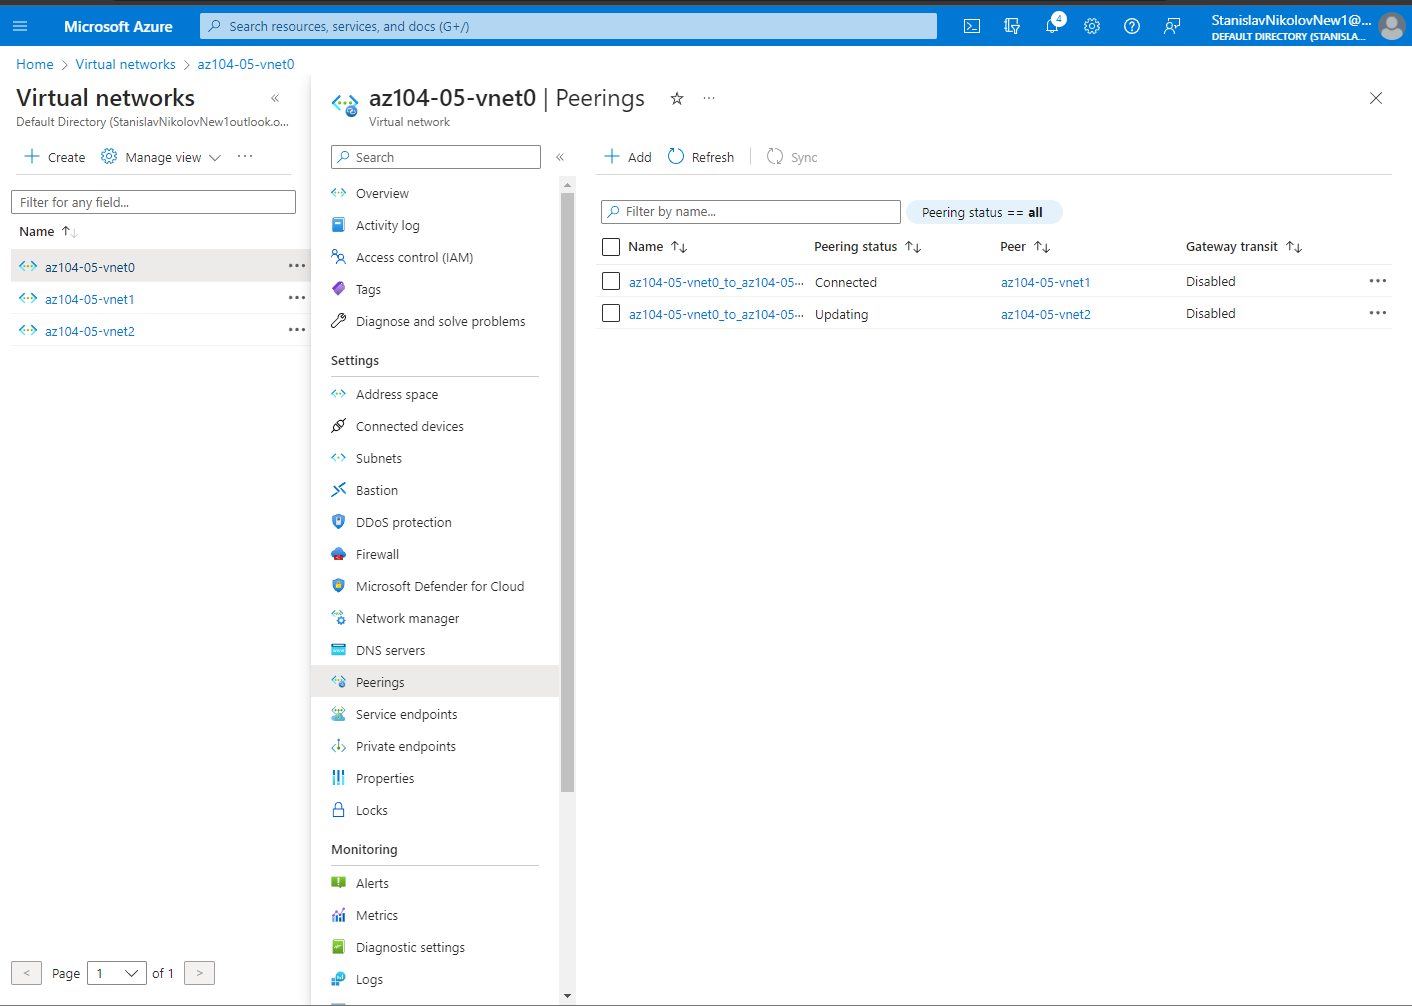 Microsoft Azure
Search resources, services, and docs (G+/)
4
StanislavNikolovNew1@...
DEFAULT DIRECTORY (STANISLA...
Home > Virtual networks > az104-05-vnet0
Virtual networks
«
Default Directory (StanislavNikolovNew1outlook.o...
Create
Manage view
...
Filter for any field...
Name
az104-05-vnet0
az104-05-vnet1
az104-05-vnet2
< Page 1 of 1 >
az104-05-vnet0 | Peerings
...
Virtual network
Search
«
Overview
Activity log
Access control (IAM)
Tags
Diagnose and solve problems
Settings
Address space
Connected devices
Subnets
Bastion
DDoS protection
Firewall
Microsoft Defender for Cloud
Network manager
DNS servers
Peerings
Service endpoints
Private endpoints
Properties
Locks
Monitoring
Alerts
Metrics
Diagnostic settings
Logs
Add
Refresh
Sync
Filter by name...
Peering status == all
Name Peering status Peer Gateway transit
az104-05-vnet0_to_az104-05... Connected az104-05-vnet1 Disabled
az104-05-vnet0_to_az104-05... Updating az104-05-vnet2 Disabled